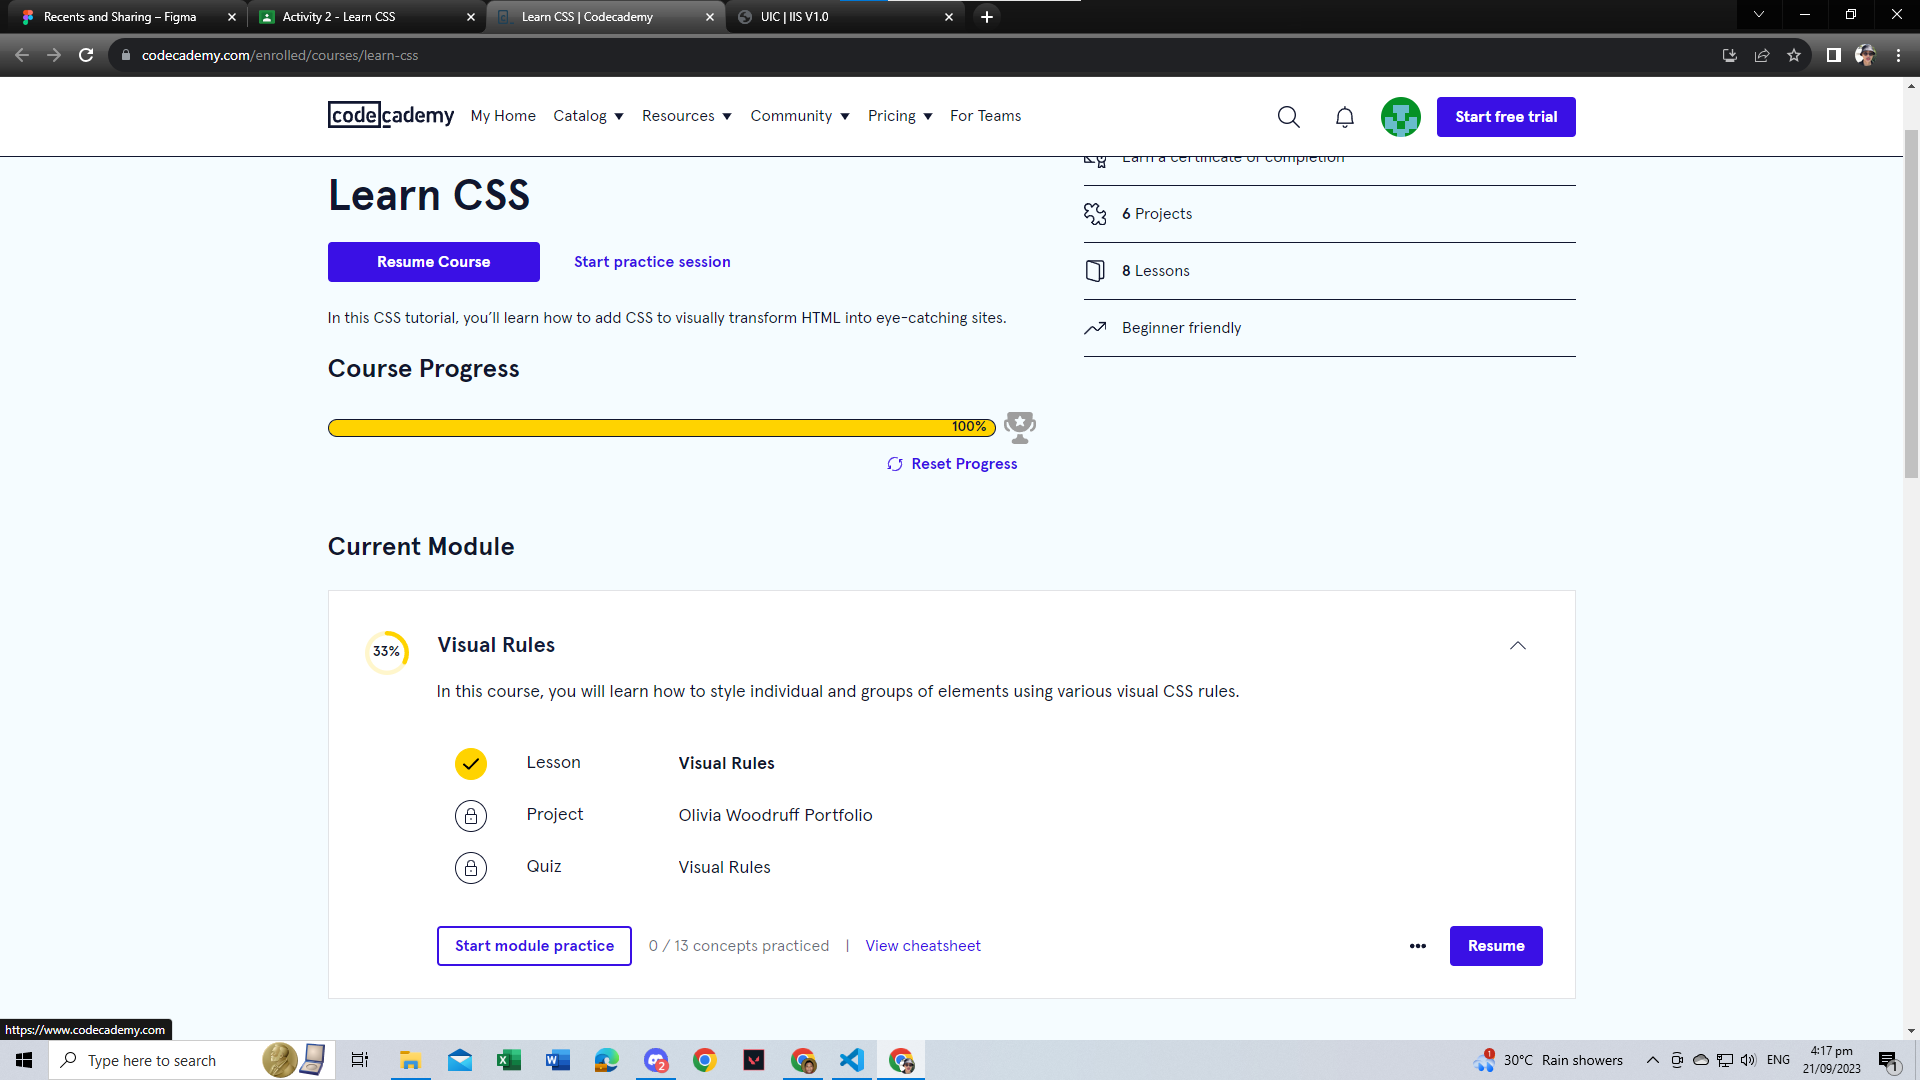 Recents and Sharing – Figma
Activity 2 - Learn CSS
Learn CSS | Codecademy
UIC | IIS V1.0
codecademy.com/enrolled/courses/learn-css
codecademy My Home Catalog Resources Community Pricing For Teams Start free trial
Earn a certificate of completion
Learn CSS
6 Projects
Resume Course Start practice session
8 Lessons
In this CSS tutorial, you’ll learn how to add CSS to visually transform HTML into eye-catching sites.
Beginner friendly
Course Progress
100%
Reset Progress
Current Module
33% Visual Rules
In this course, you will learn how to style individual and groups of elements using various visual CSS rules.
Lesson Visual Rules
Project Olivia Woodruff Portfolio
Quiz Visual Rules
Start module practice 0 / 13 concepts practiced | View cheatsheet ••• Resume
https://www.codecademy.com
Type here to search
2
1
30°C Rain showers
ENG
4:17 pm
21/09/2023
1